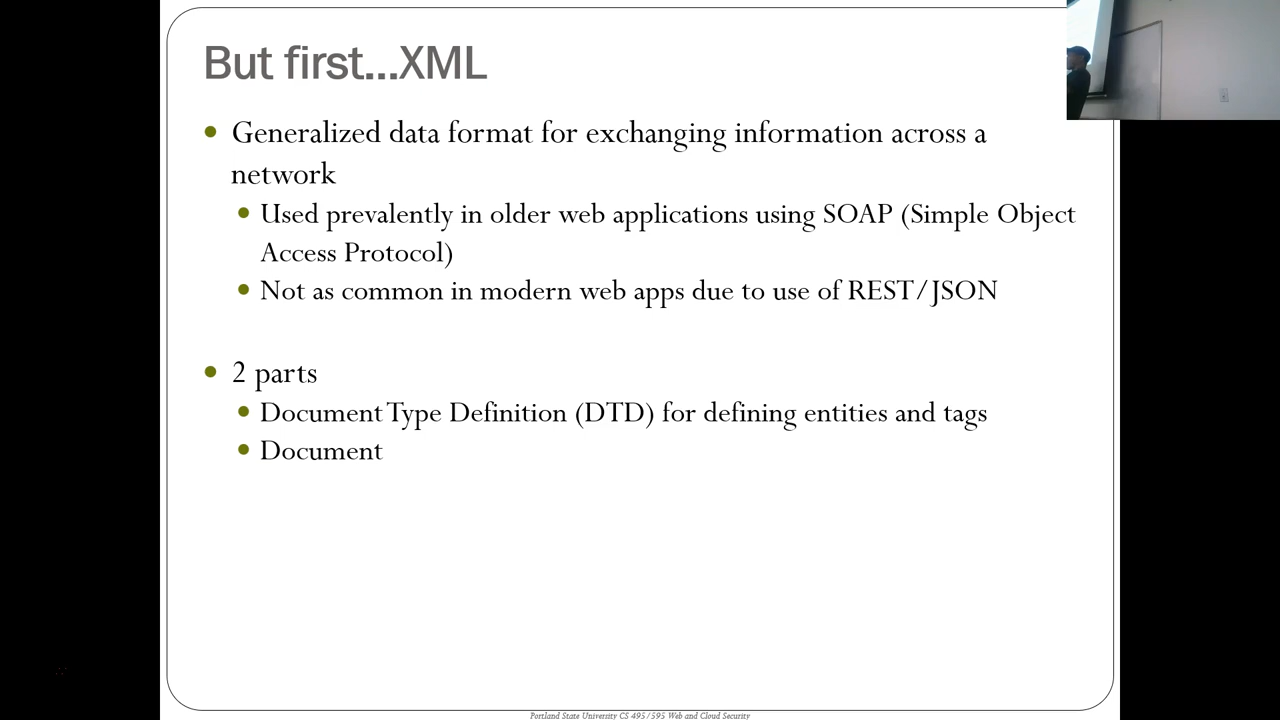 But first...XML
• Generalized data format for exchanging information across a
network
• Used prevalently in older web applications using SOAP (Simple Object
Access Protocol)
• Not as common in modern web apps due to use of REST/JSON
• 2 parts
• Document Type Definition (DTD) for defining entities and tags
• Document
Portland State University CS 495/595 Web and Cloud Security